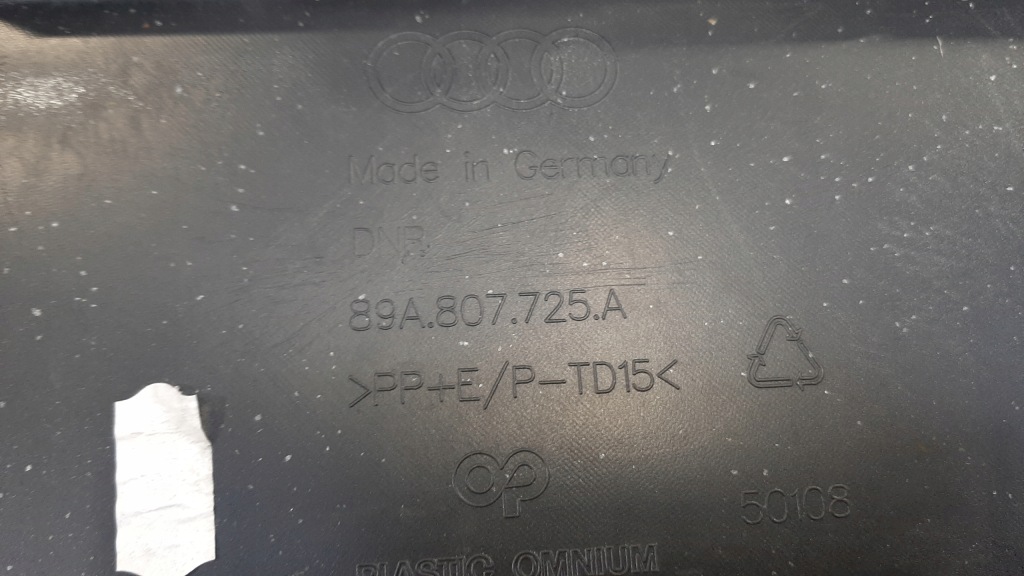 Made in Germany
DNR
89A.807.725.A
>PP+E/P-TD15<
50108
PLASTIC OMNIUM